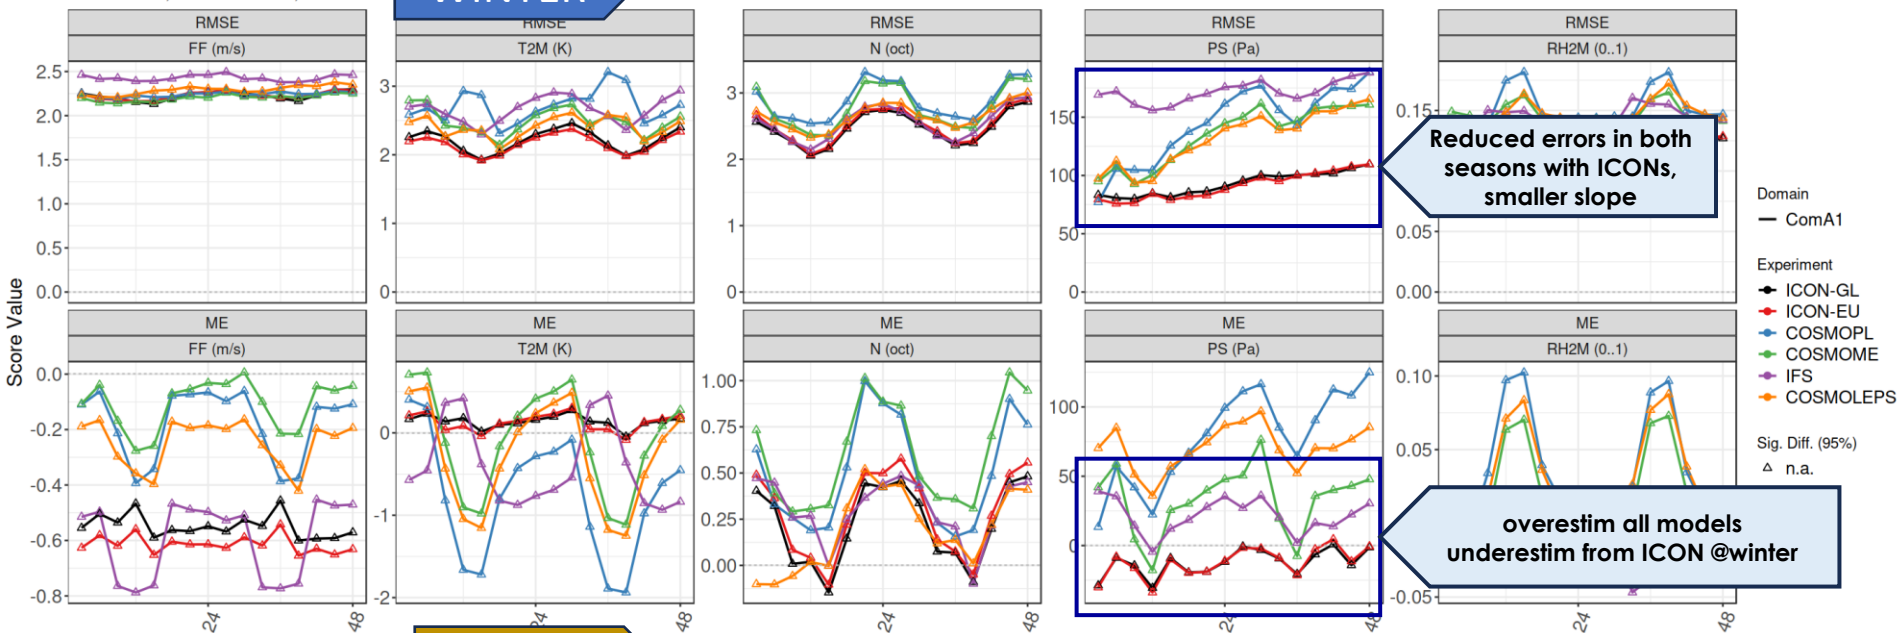 WINTER
RMSE RMSE RMSE RMSE RMSE
FF (m/s) T2M (K) N (oct) PS (Pa) RH2M (0..1)
2.5
2.0
1.5
1.0
0.5
0.0
3
2
1
0
3
2
1
0
150
100
50
0
0.15
0.05
0.00
Reduced errors in both
seasons with ICONs,
smaller slope
Score Value
ME ME ME ME ME
FF (m/s) T2M (K) N (oct) PS (Pa) RH2M (0..1)
0.0
-0.2
-0.4
-0.6
-0.8
0
-1
-2
1.00
0.75
0.50
0.25
0.00
100
50
0
0.10
0.05
-0.05
overestim all models
underestim from ICON @winter
24 48 24 48 24 48 24 48 24 48
Domain
ComA1
Experiment
ICON-GL
ICON-EU
COSMOPL
COSMOME
IFS
COSMOLEPS
Sig. Diff. (95%)
n.a.